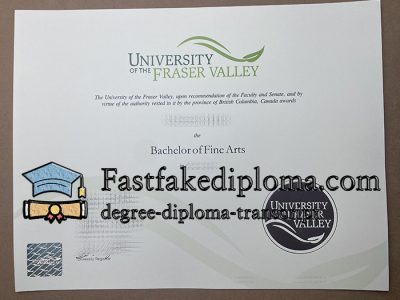 UNIVERSITY
OF THE FRASER VALLEY
The University of the Fraser Valley, upon recommendation of the Faculty and Senate, and by
virtue of the authority vested in it by the province of British Columbia, Canada awards
the
Bachelor of Fine Arts
Fastfakediploma.com
degree-diploma-transcript
UNIVERSITY
VALLEY